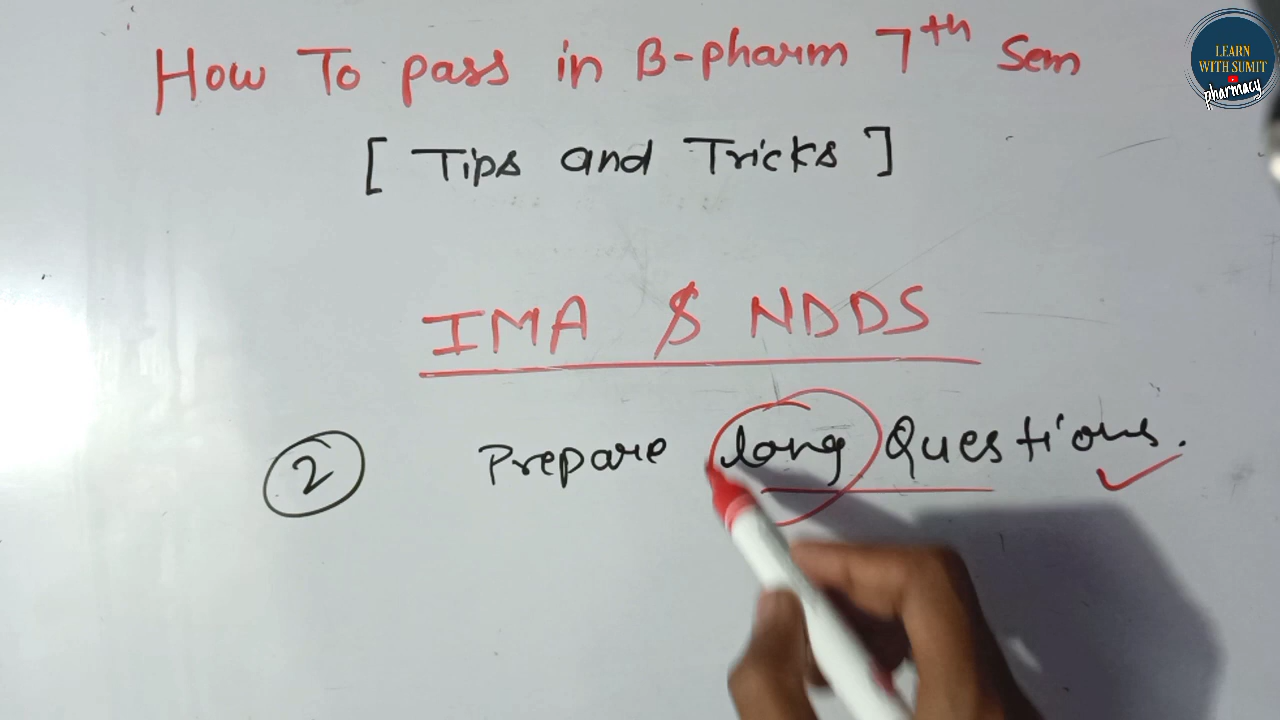 How To pass in B-pharm 7th Sem
[ Tips and Tricks ]
IMA & NDDS
2 Prepare long Questions.
LEARN
WITH SUMIT
pharmacy